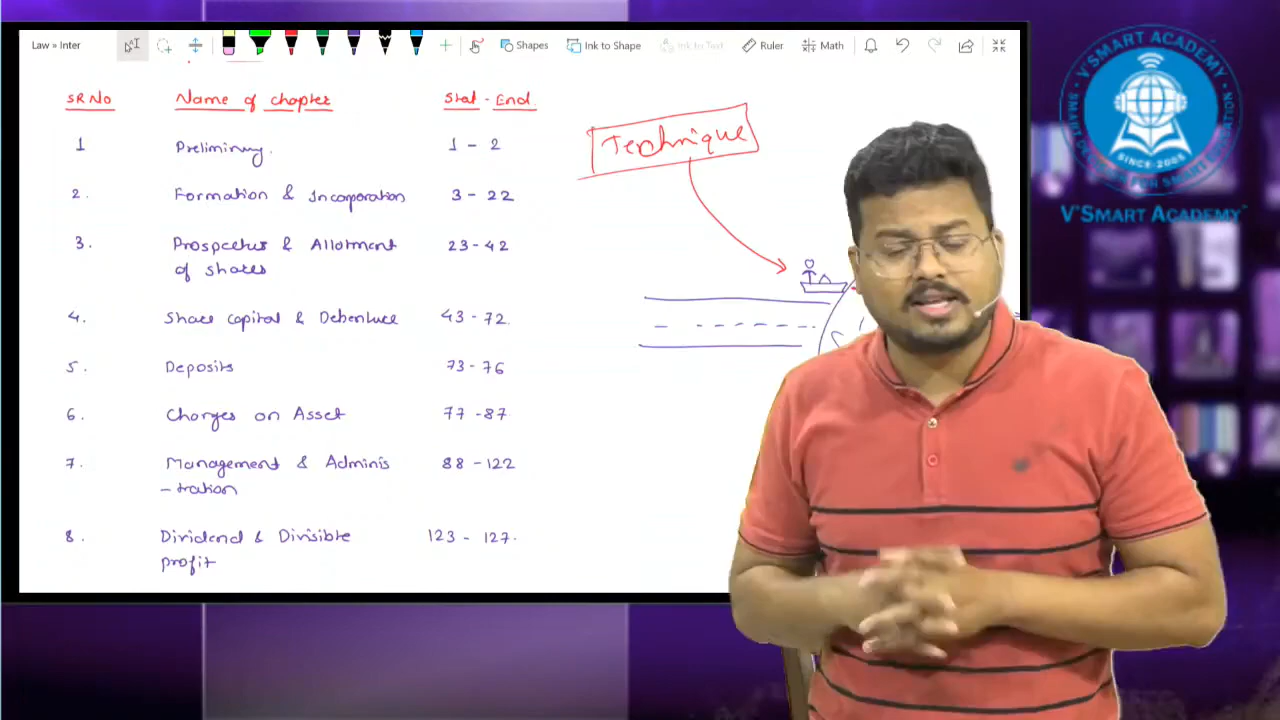 Law » Inter
Shapes
Ink to Shape
Ink to Text
Ruler
Math
SR No Name of chapter Stat - End
1 Preliminary. 1 - 2
2. Formation & Incorporation 3 - 22
3. Prospectus & Allotment 23 - 42
of shares
4. Share capital & Debenture 43 - 72.
5. Deposits 73 - 76
6. Charges on Asset 77 - 87
7. Management & Adminis 88 - 122
- tration
8. Dividend & Divisible 123 - 127.
profit
Technique
V'SMART ACADEMY
SINCE-2005
V'SMART ACADEMY